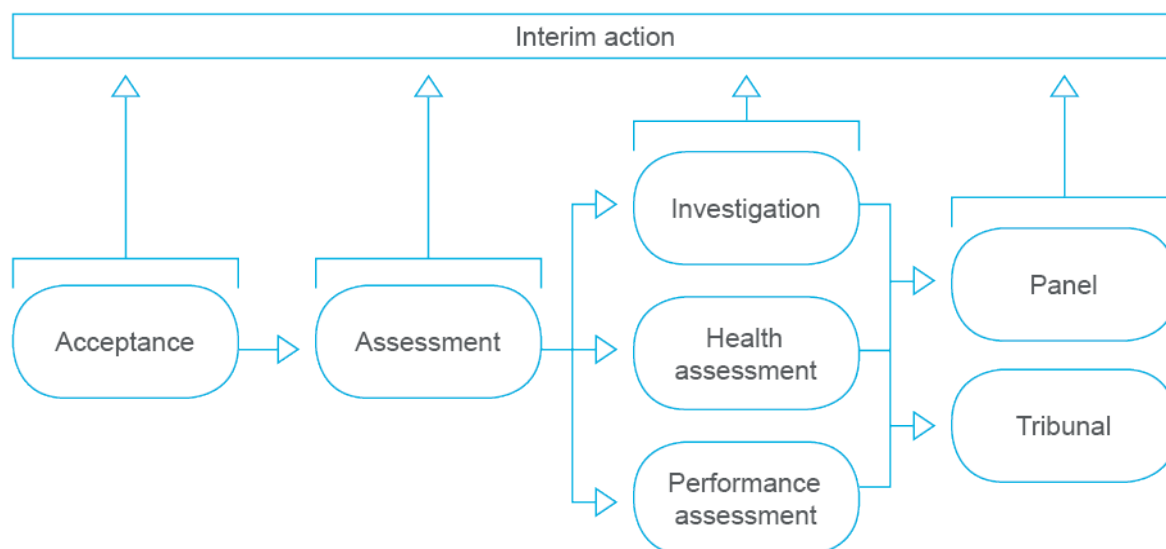 Interim action
Acceptance
Assessment
Investigation
Health
assessment
Performance
assessment
Panel
Tribunal